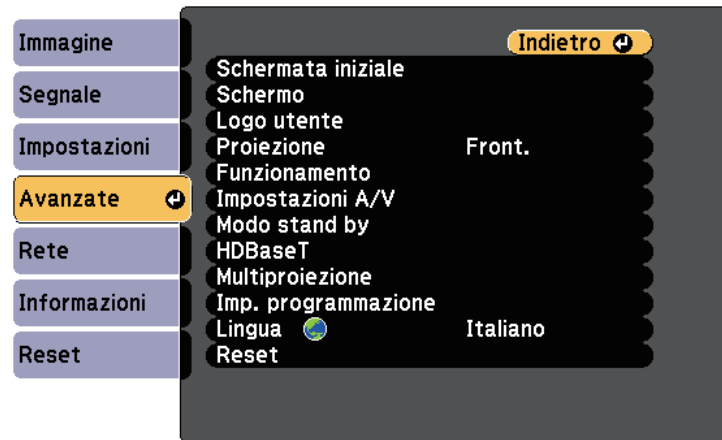 Immagine
Segnale
Impostazioni
Avanzate
Rete
Informazioni
Reset
Indietro
Schermata iniziale
Schermo
Logo utente
Proiezione Front.
Funzionamento
Impostazioni A/V
Modo stand by
HDBaseT
Multiproiezione
Imp. programmazione
Lingua Italiano
Reset